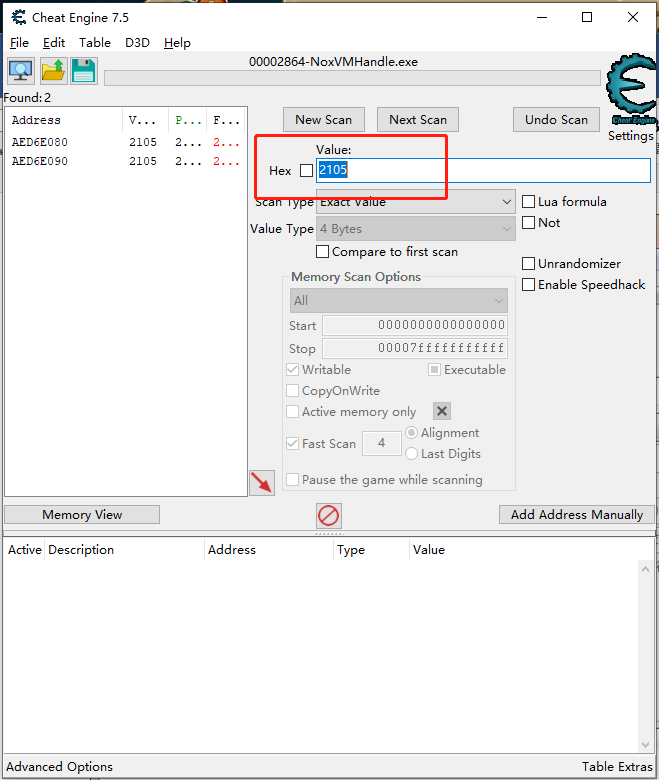 Cheat Engine 7.5
File Edit Table D3D Help
00002864-NoxVMHandle.exe
Found: 2
Address V... P... F...
AED6E080 2105 2... 2...
AED6E090 2105 2... 2...
New Scan Next Scan Undo Scan
Cheat Engine
Settings
Value:
Hex 2105
Scan Type Exact Value
Lua formula
Value Type 4 Bytes
Not
Compare to first scan
Unrandomizer
Memory Scan Options
Enable Speedhack
All
Start 0000000000000000
Stop 00007fffffffffff
Writable Executable
CopyOnWrite
Active memory only
Fast Scan 4 Alignment
Last Digits
Pause the game while scanning
Memory View Add Address Manually
Active Description Address Type Value
Advanced Options Table Extras